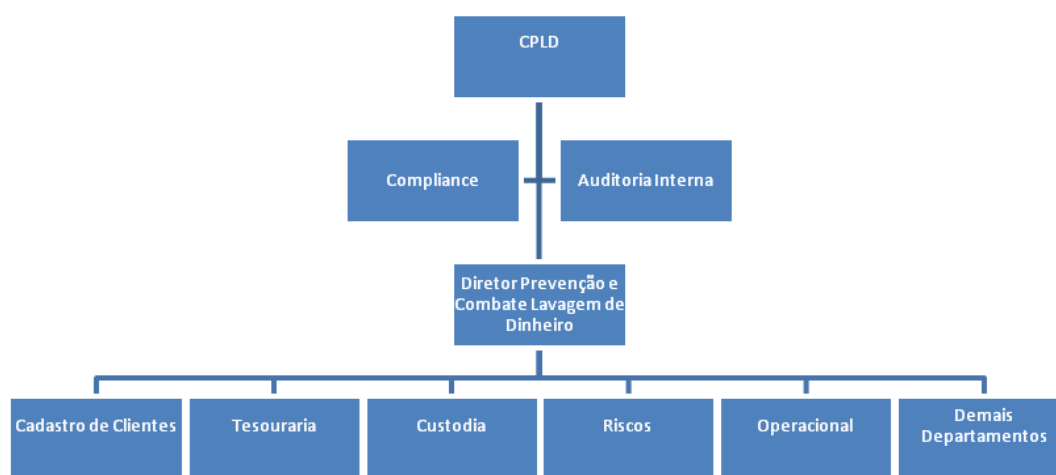 CPLD
Compliance
Auditoria Interna
Diretor Prevenção e
Combate Lavagem de
Dinheiro
Cadastro de Clientes
Tesouraria
Custodia
Riscos
Operacional
Demais
Departamentos